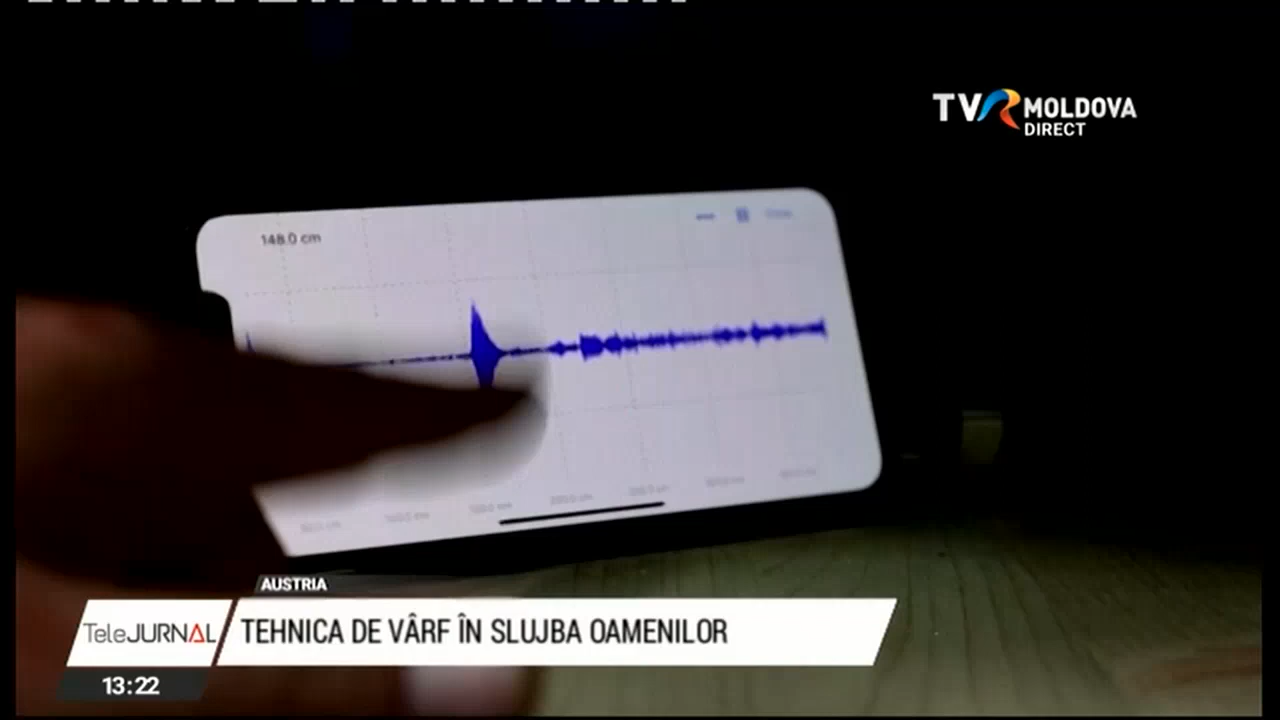 TVR MOLDOVA
DIRECT
148.0 cm
AUSTRIA
TeleJURNAL
TEHNICA DE VÂRF ÎN SLUJBA OAMENILOR
13:22